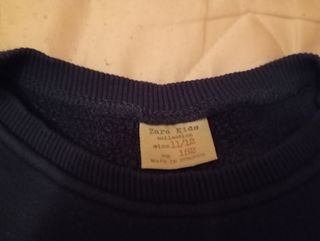 Zara Kids
collection
size 11/12
cm 152
MADE IN